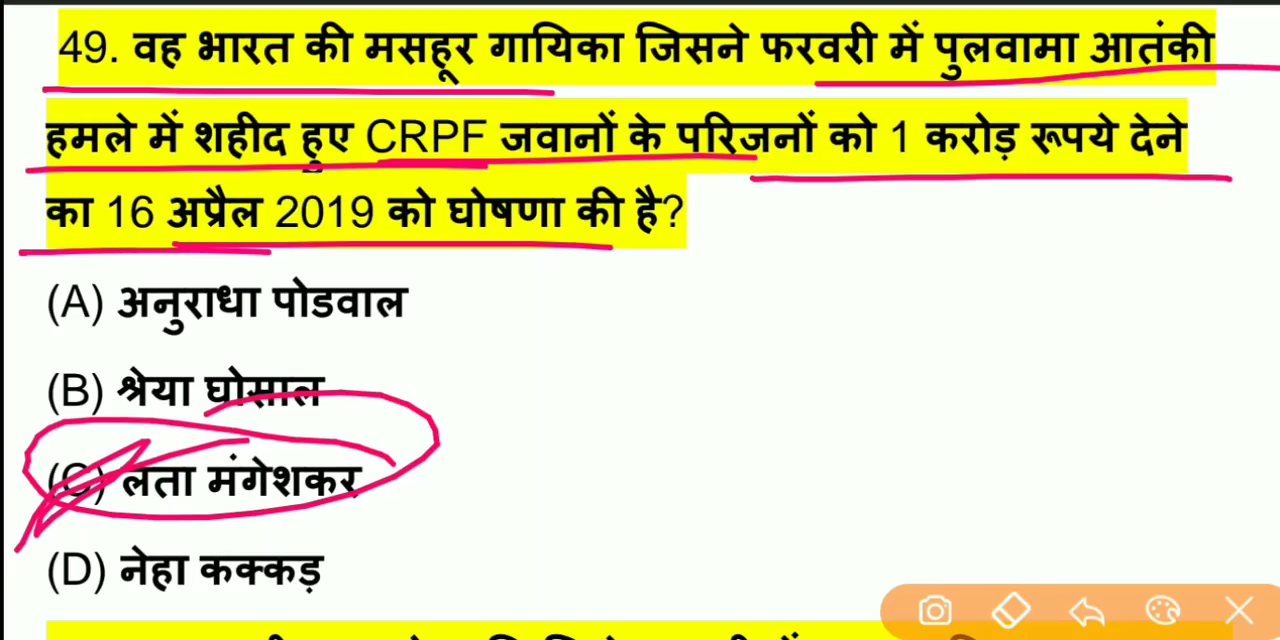 49. वह भारत की मसहूर गायिका जिसने फरवरी में पुलवामा आतंकी
हमले में शहीद हुए CRPF जवानों के परिजनों को 1 करोड़ रूपये देने
का 16 अप्रैल 2019 को घोषणा की है?
(A) अनुराधा पोडवाल
(B) श्रेया घोसाल
(C) लता मंगेशकर
(D) नेहा कक्कड़